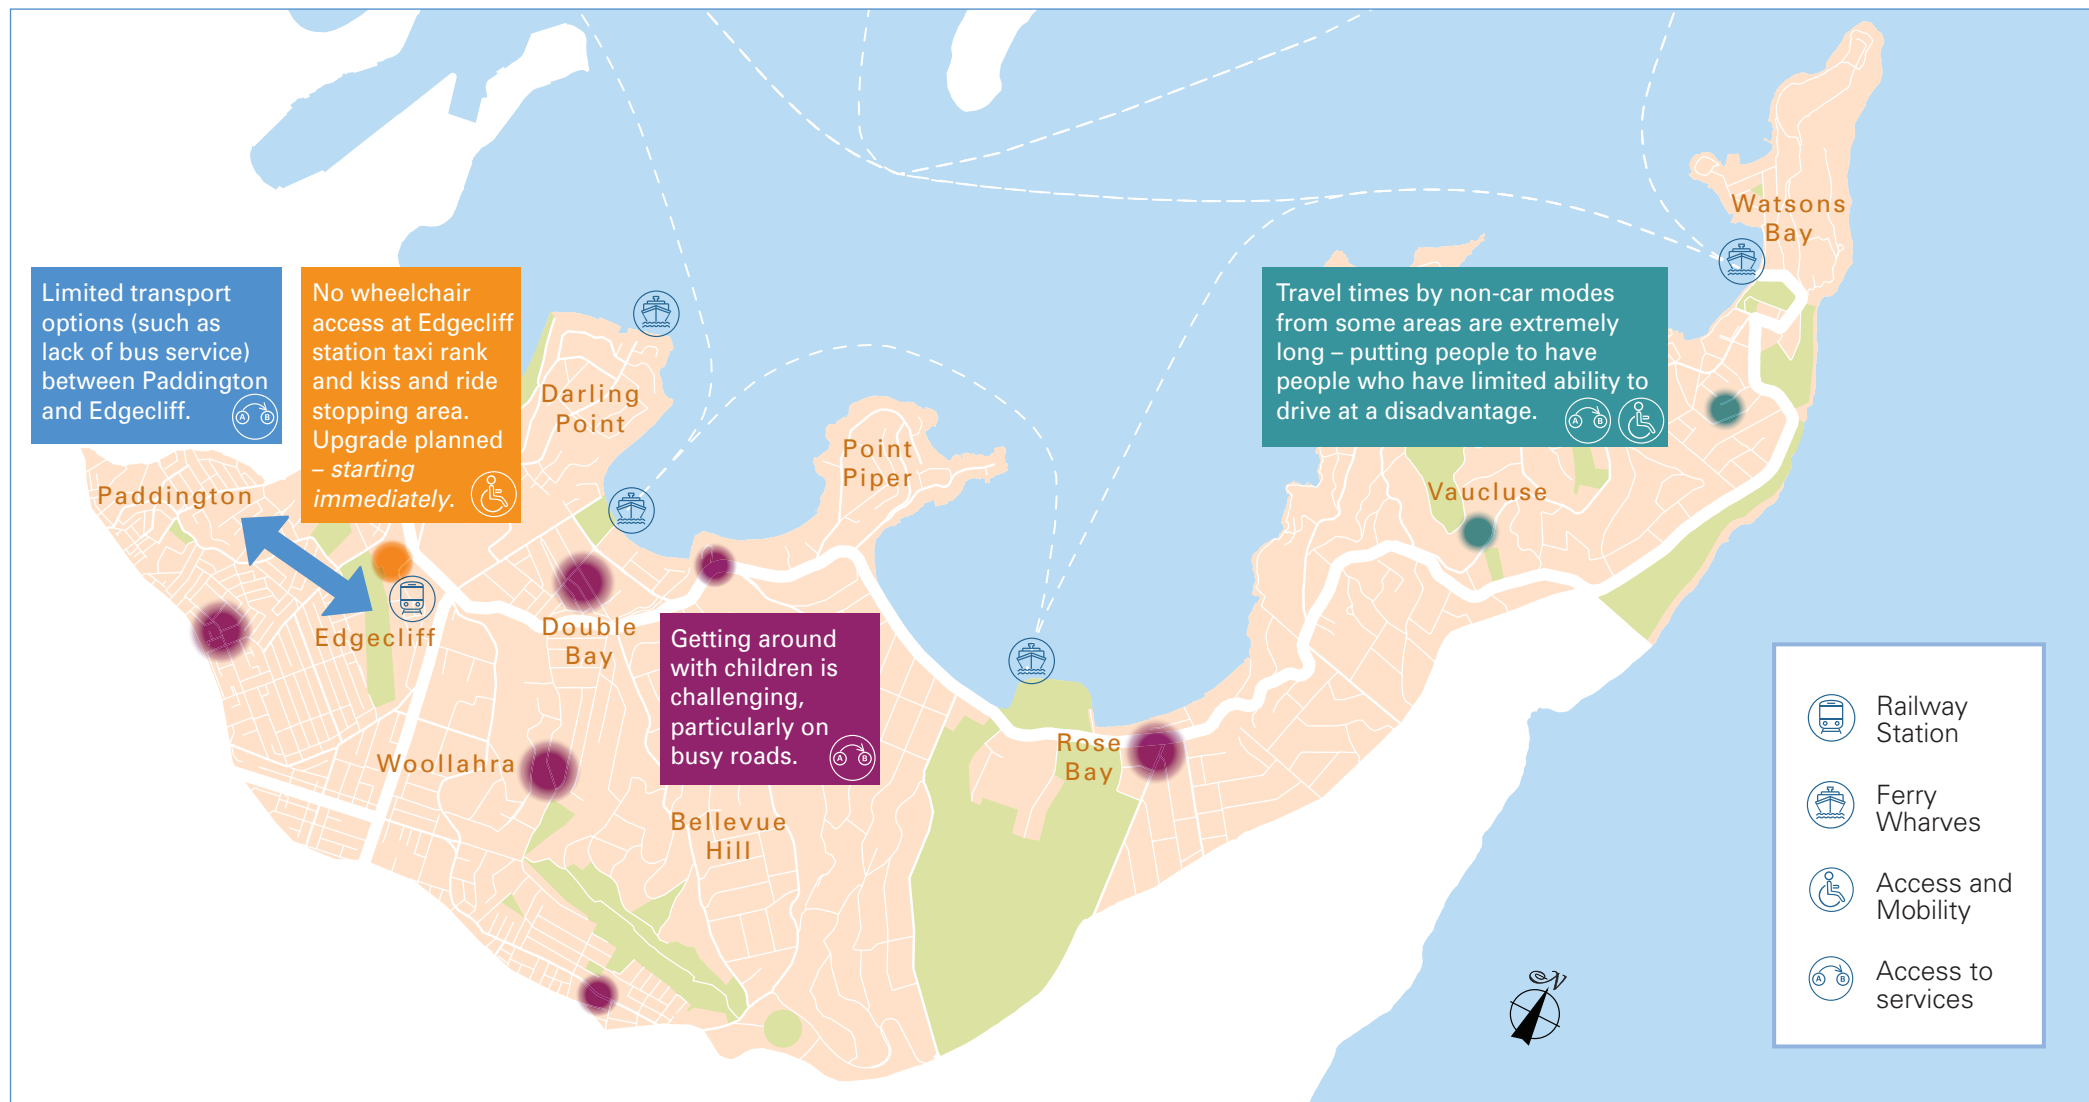 Limited transport
options (such as
lack of bus service)
between Paddington
and Edgecliff.
A B
No wheelchair
access at Edgecliff
station taxi rank
and kiss and ride
stopping area.
Upgrade planned
– starting
immediately.
Travel times by non-car modes
from some areas are extremely
long – putting people to have
people who have limited ability to
drive at a disadvantage.
A B
Getting around
with children is
challenging,
particularly on
busy roads.
A B
Watsons
Bay
Darling
Point
Point
Piper
Vaucluse
Paddington
Edgecliff
Double
Bay
Woollahra
Bellevue
Hill
Rose
Bay
N
Railway
Station
Ferry
Wharves
Access and
Mobility
A B
Access to
services